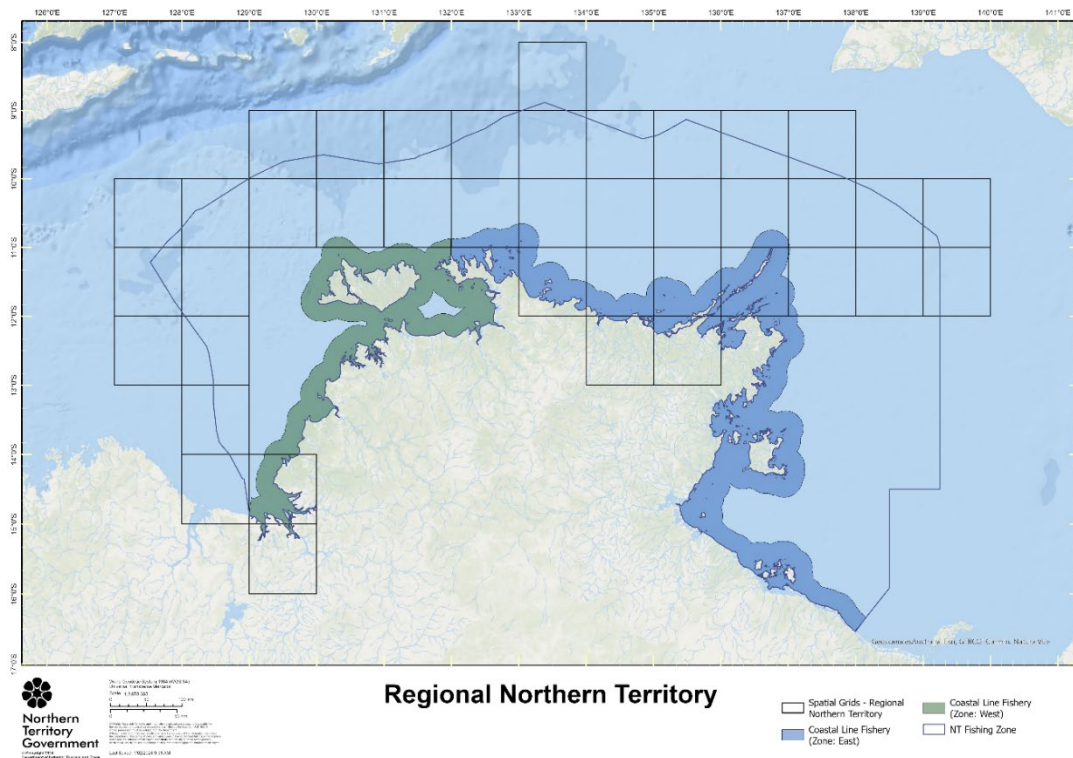 126°0'E 127°0'E 128°0'E 129°0'E 130°0'E 131°0'E 132°0'E 133°0'E 134°0'E 135°0'E 136°0'E 137°0'E 138°0'E 139°0'E 140°0'E 141°0'E
8°0'S
9°0'S
10°0'S
11°0'S
12°0'S
13°0'S
14°0'S
15°0'S
16°0'S
17°0'S
Regional Northern Territory
Northern
Territory
Government
Spatial Grids - Regional
Northern Territory
Coastal Line Fishery
(Zone: East)
Coastal Line Fishery
(Zone: West)
NT Fishing Zone